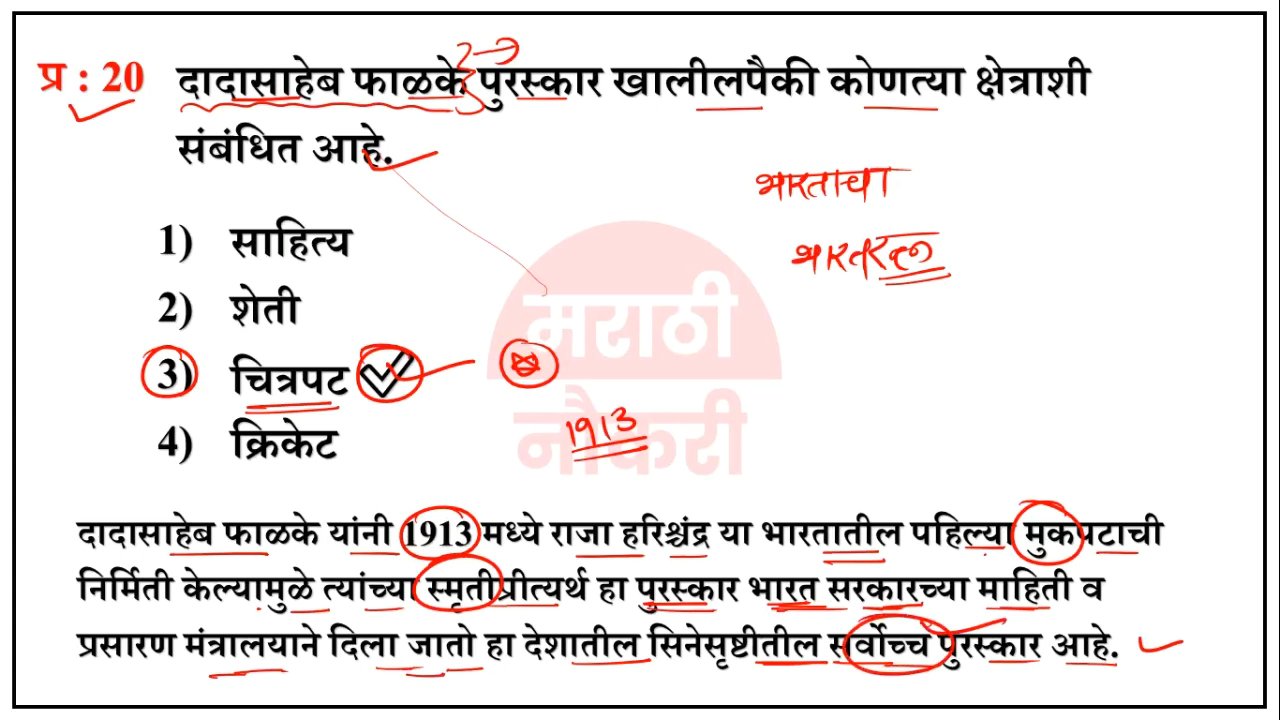 प्र : 20 दादासाहेब फाळके पुरस्कार खालीलपैकी कोणत्या क्षेत्राशी
संबंधित आहे.
भारताचा
भारतरत्न
1) साहित्य
2) शेती
3) चित्रपट
4) क्रिकेट
मराठी
नौकरी
1913
दादासाहेब फाळके यांनी 1913 मध्ये राजा हरिश्चंद्र या भारतातील पहिल्या मुकपटाची
निर्मिती केल्यामुळे त्यांच्या स्मृतीप्रीत्यर्थ हा पुरस्कार भारत सरकारच्या माहिती व
प्रसारण मंत्रालयाने दिला जातो हा देशातील सिनेसृष्टीतील सर्वोच्च पुरस्कार आहे.